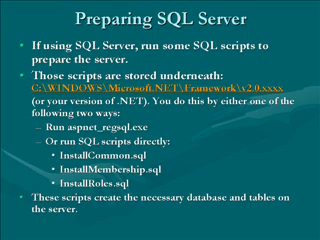 Preparing SQL Server
• If using SQL Server, run some SQL scripts to
prepare the server.
• Those scripts are stored underneath:
C:\WINDOWS\Microsoft.NET\Framework\v2.0.xxxx
(or your version of .NET). You do this by either one of the
following two ways:
– Run aspnet_regsql.exe
– Or run SQL scripts directly:
• InstallCommon.sql
• InstallMembership.sql
• InstallRoles.sql
• These scripts create the necessary database and tables on
the server.